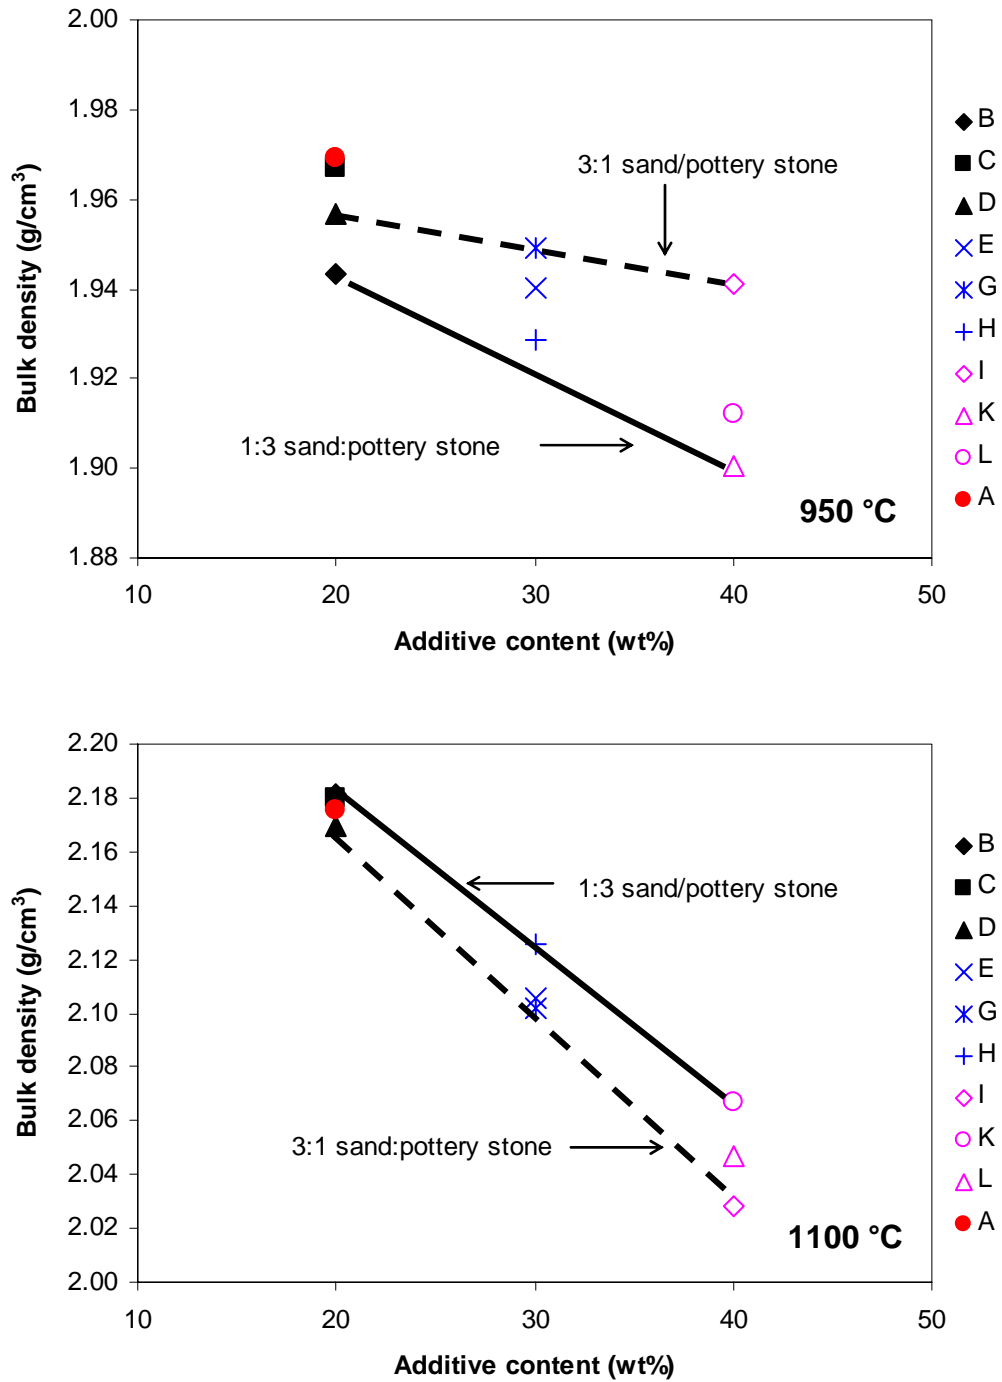 2.00
1.98
1.96
1.94
1.92
1.90
1.88
Bulk density (g/cm³)
3:1 sand/pottery stone
1:3 sand:pottery stone
950 °C
10
20
30
40
50
Additive content (wt%)
B
C
D
E
G
H
I
K
L
A
2.20
2.18
2.16
2.14
2.12
2.10
2.08
2.06
2.04
2.02
2.00
Bulk density (g/cm³)
1:3 sand/pottery stone
3:1 sand:pottery stone
1100 °C
10
20
30
40
50
Additive content (wt%)
B
C
D
E
G
H
I
K
L
A